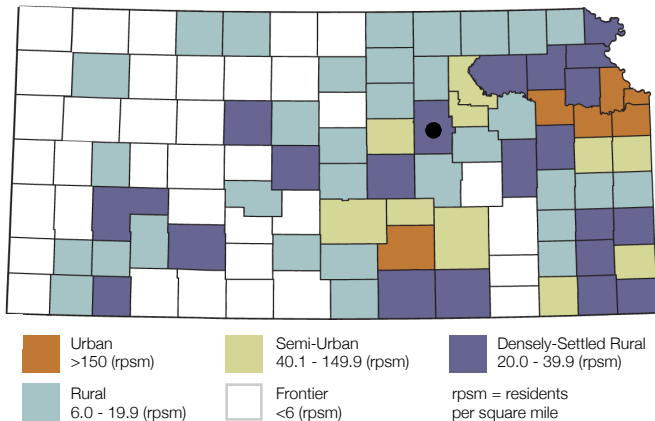 Urban
>150 (rpsm)
Semi-Urban
40.1 - 149.9 (rpsm)
Densely-Settled Rural
20.0 - 39.9 (rpsm)
Rural
6.0 - 19.9 (rpsm)
Frontier
<6 (rpsm)
rpsm = residents
per square mile